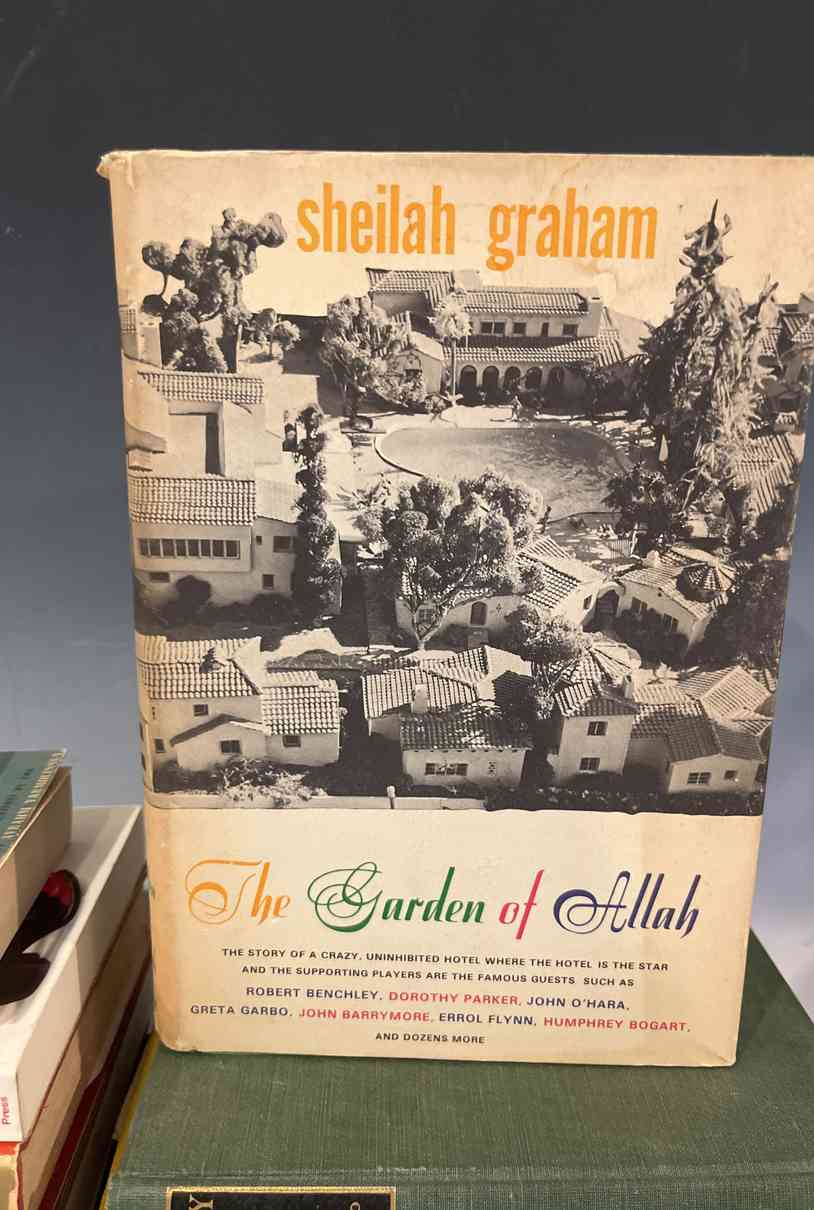 sheilah graham
The Garden of Allah
THE STORY OF A CRAZY, UNINHIBITED HOTEL WHERE THE HOTEL IS THE STAR
AND THE SUPPORTING PLAYERS ARE THE FAMOUS GUESTS SUCH AS
ROBERT BENCHLEY, DOROTHY PARKER, JOHN O'HARA,
GRETA GARBO, JOHN BARRYMORE, ERROL FLYNN, HUMPHREY BOGART,
AND DOZENS MORE
Press